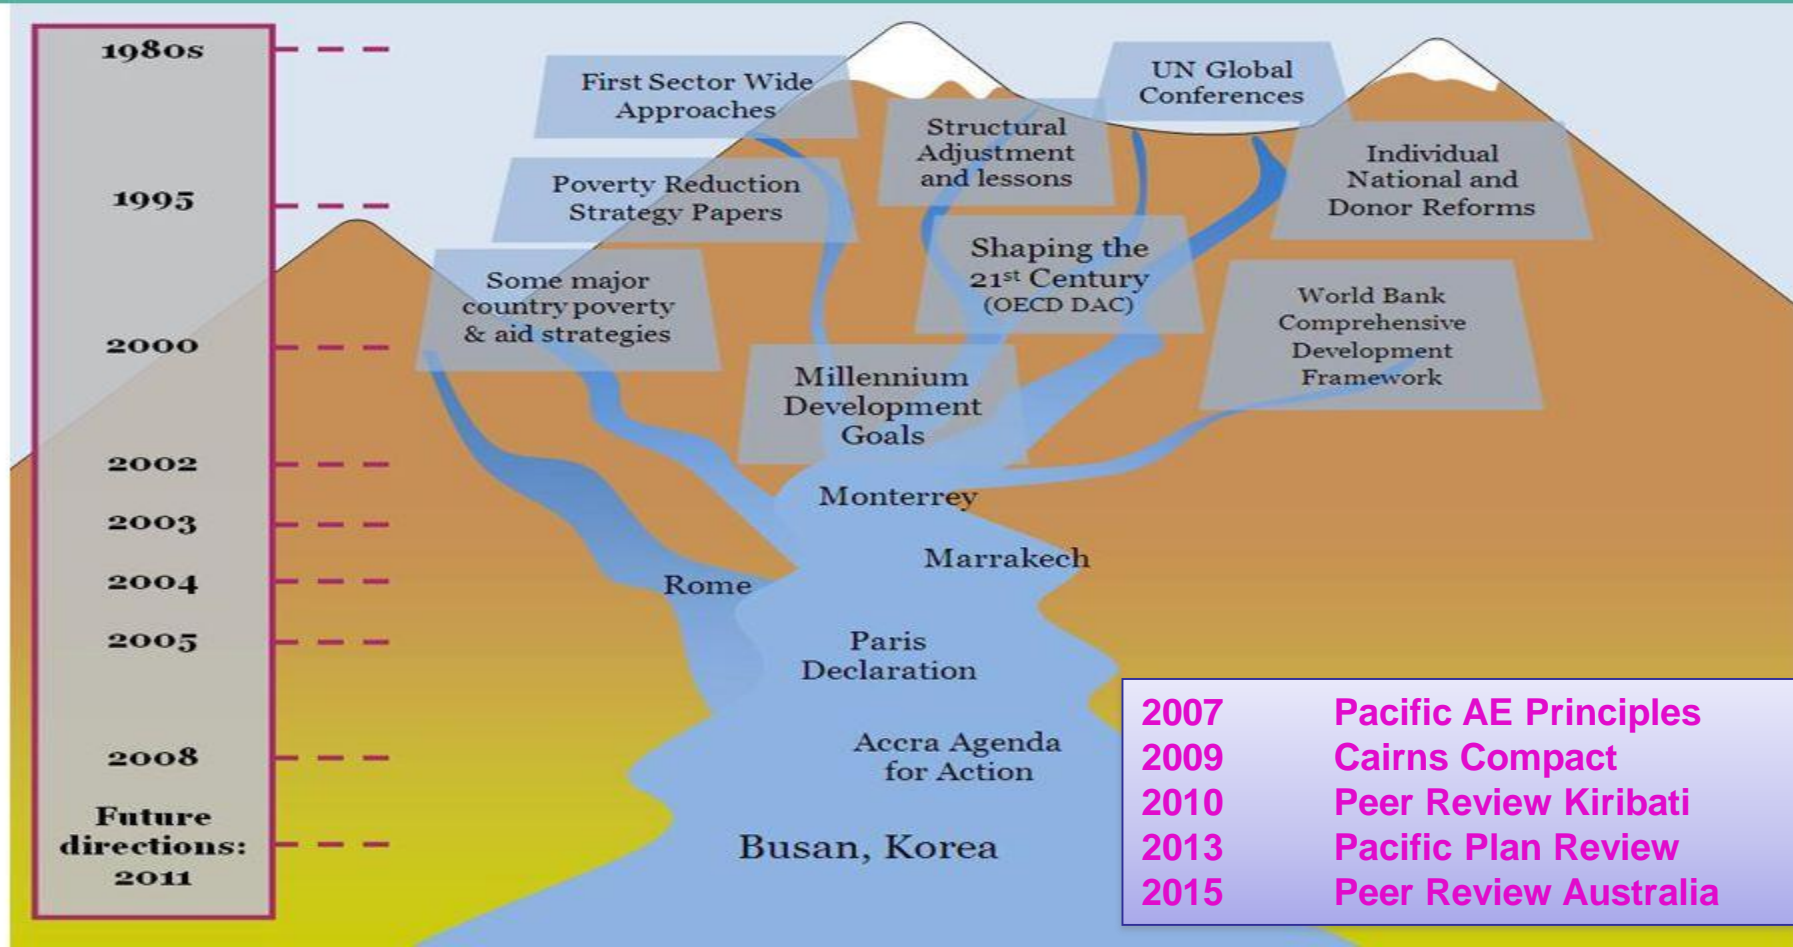 1980s
1995
2000
2002
2003
2004
2005
2008
Future
directions:
2011
First Sector Wide
Approaches
UN Global
Conferences
Structural
Adjustment
and lessons
Individual
National and
Donor Reforms
Poverty Reduction
Strategy Papers
Shaping the
21st Century
(OECD DAC)
Some major
country poverty
& aid strategies
World Bank
Comprehensive
Development
Framework
Millennium
Development
Goals
Monterrey
Marrakech
Rome
Paris
Declaration
Accra Agenda
for Action
Busan, Korea
2007 Pacific AE Principles
2009 Cairns Compact
2010 Peer Review Kiribati
2013 Pacific Plan Review
2015 Peer Review Australia